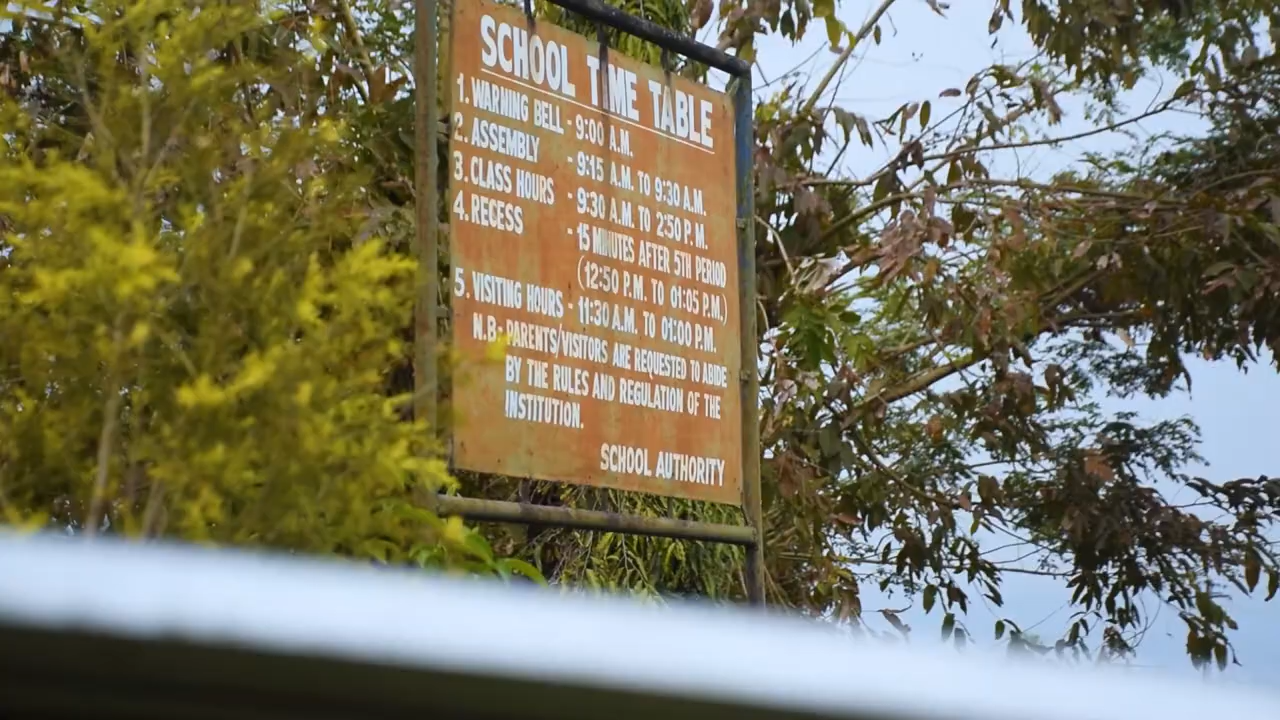 SCHOOL TIME TABLE
1. WARNING BELL - 9:00 A.M.
2. ASSEMBLY - 9:15 A.M. TO 9:30 A.M.
3. CLASS HOURS - 9:30 A.M. TO 2:50 P.M.
4. RECESS - 15 MINUTES AFTER 5TH PERIOD
(12:50 P.M. TO 01:05 P.M.)
5. VISITING HOURS - 11:30 A.M. TO 01:00 P.M.
N.B:- PARENTS/VISITORS ARE REQUESTED TO ABIDE
BY THE RULES AND REGULATION OF THE
INSTITUTION.
SCHOOL AUTHORITY